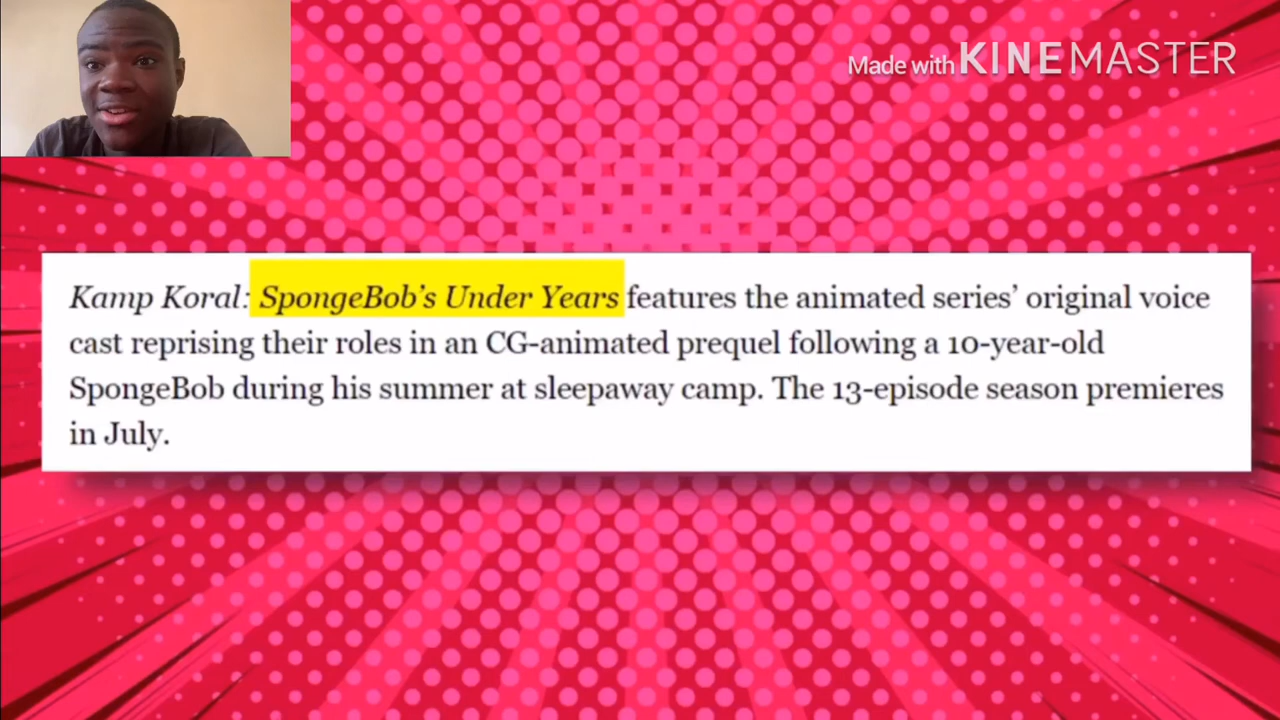 Made with KINEMASTER
Kamp Koral: SpongeBob’s Under Years features the animated series’ original voice
cast reprising their roles in an CG-animated prequel following a 10-year-old
SpongeBob during his summer at sleepaway camp. The 13-episode season premieres
in July.